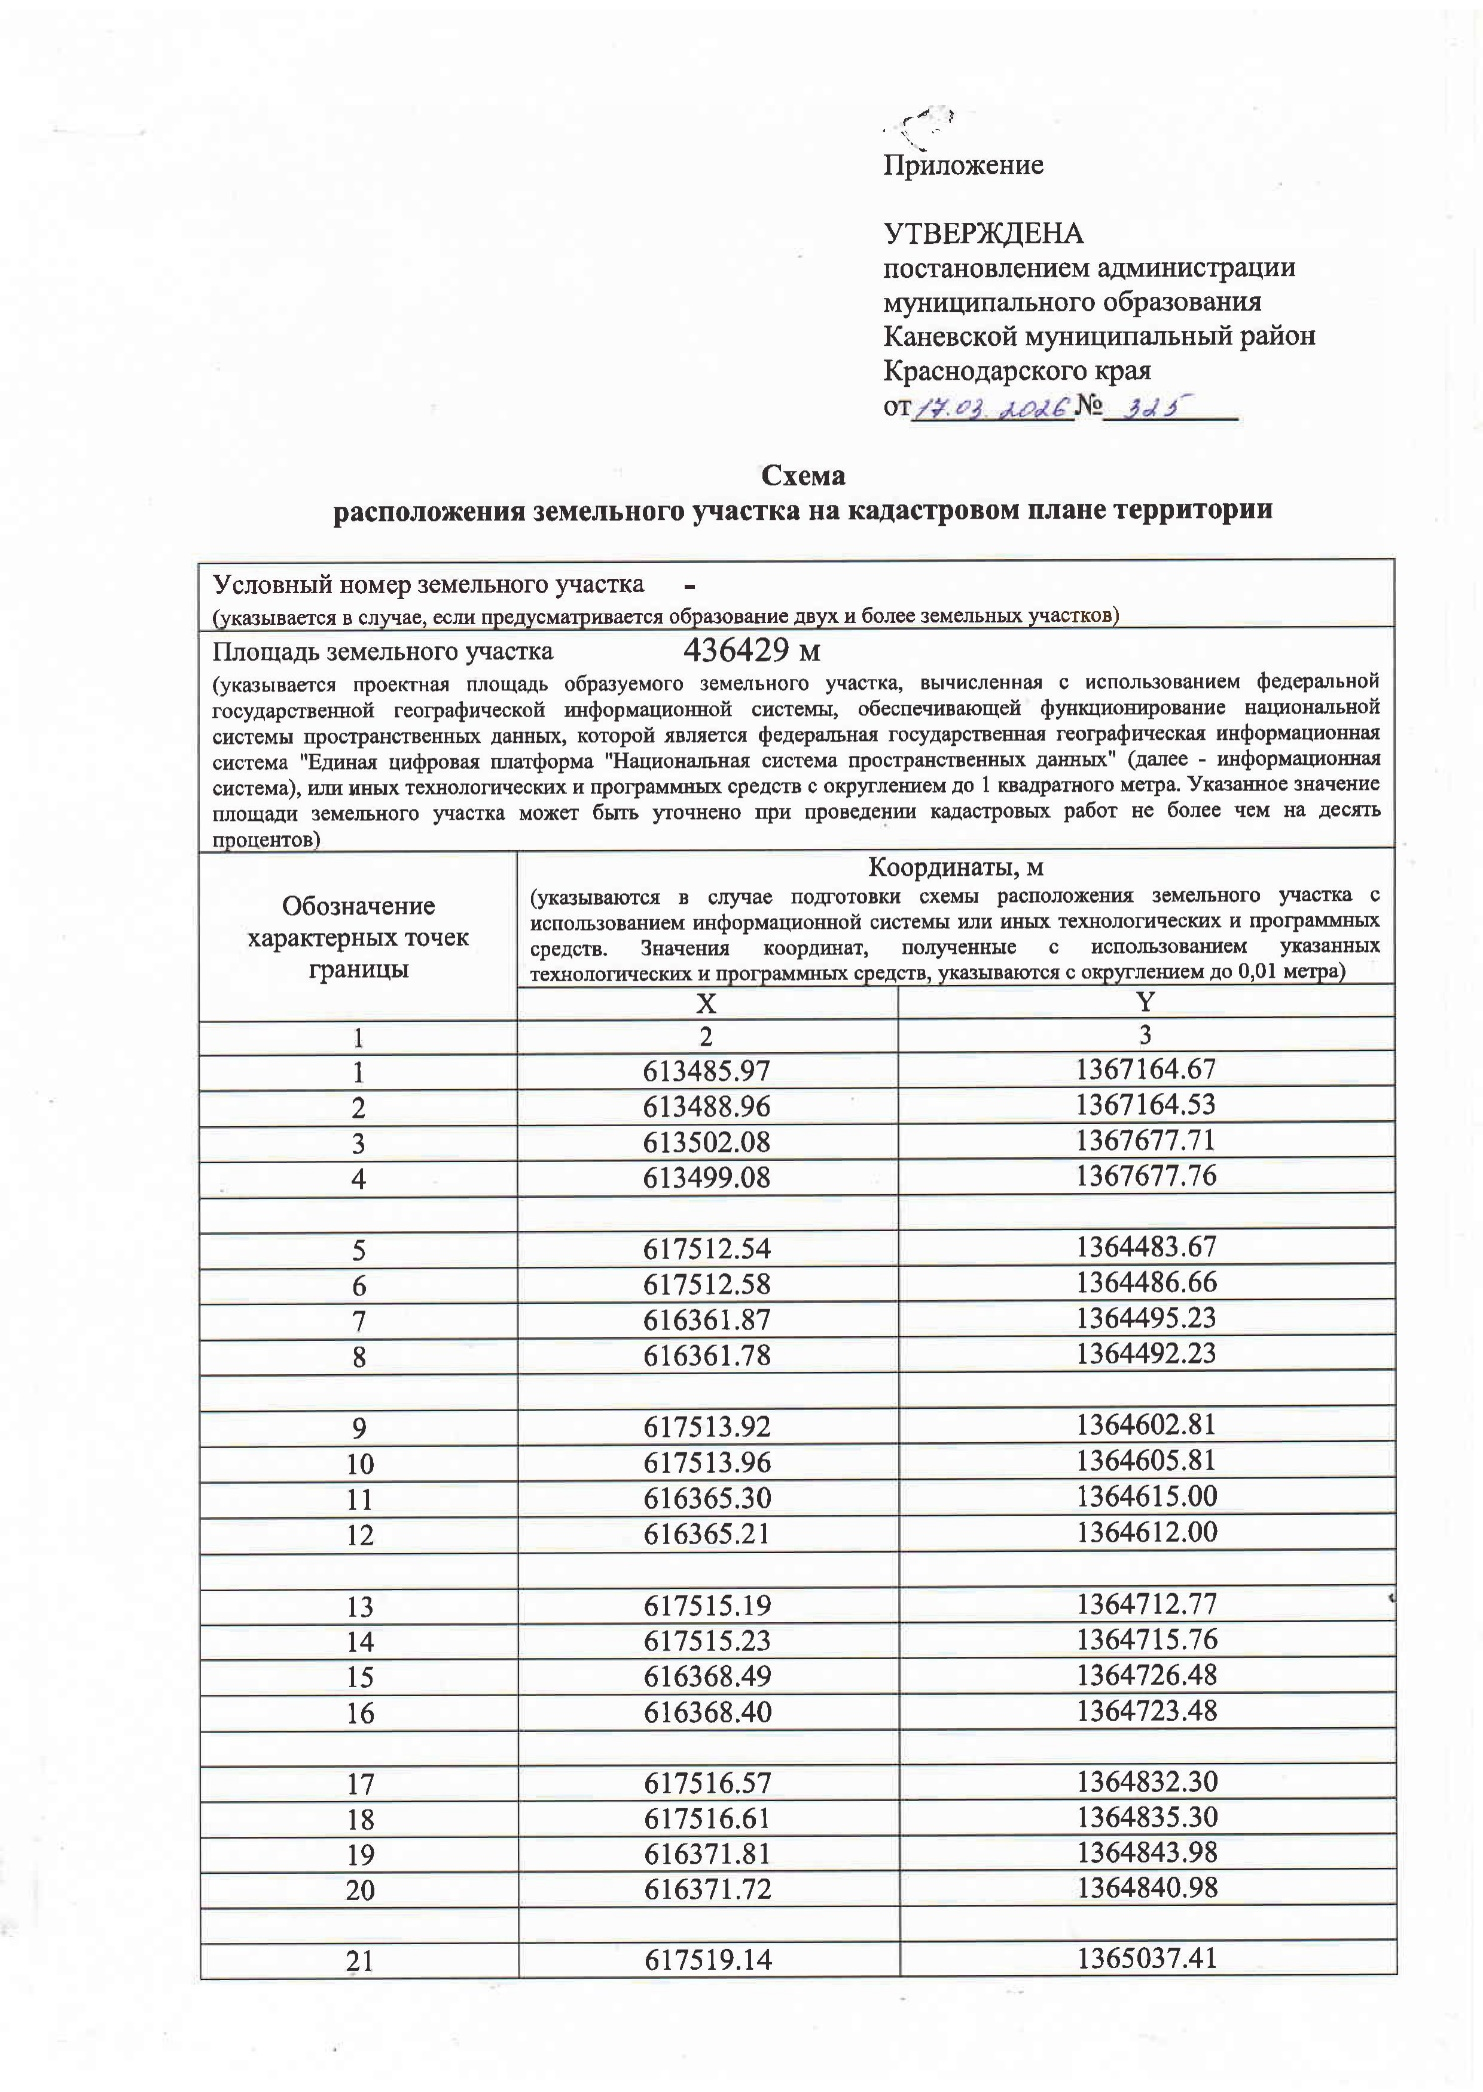 Приложение
УТВЕРЖДЕНА
постановлением администрации
муниципального образования
Каневской муниципальный район
Краснодарского края
от 17.03.2026 № 325
Схема
расположения земельного участка на кадастровом плане территории
Условный номер земельного участка -
(указывается в случае, если предусматривается образование двух и более земельных участков)
Площадь земельного участка 436429 м
(указывается проектная площадь образуемого земельного участка, вычисленная с использованием федеральной
государственной географической информационной системы, обеспечивающей функционирование национальной
системы пространственных данных, которой является федеральная государственная географическая информационная
система "Единая цифровая платформа "Национальная система пространственных данных" (далее - информационная
система), или иных технологических и программных средств с округлением до 1 квадратного метра. Указанное значение
площади земельного участка может быть уточнено при проведении кадастровых работ не более чем на десять
процентов)
Обозначение
характерных точек
границы
Координаты, м
(указываются в случае подготовки схемы расположения земельного участка с
использованием информационной системы или иных технологических и программных
средств. Значения координат, полученные с использованием указанных
технологических и программных средств, указываются с округлением до 0,01 метра)
X Y
1 2 3
1 613485.97 1367164.67
2 613488.96 1367164.53
3 613502.08 1367677.71
4 613499.08 1367677.76
5 617512.54 1364483.67
6 617512.58 1364486.66
7 616361.87 1364495.23
8 616361.78 1364492.23
9 617513.92 1364602.81
10 617513.96 1364605.81
11 616365.30 1364615.00
12 616365.21 1364612.00
13 617515.19 1364712.77
14 617515.23 1364715.76
15 616368.49 1364726.48
16 616368.40 1364723.48
17 617516.57 1364832.30
18 617516.61 1364835.30
19 616371.81 1364843.98
20 616371.72 1364840.98
21 617519.14 1365037.41